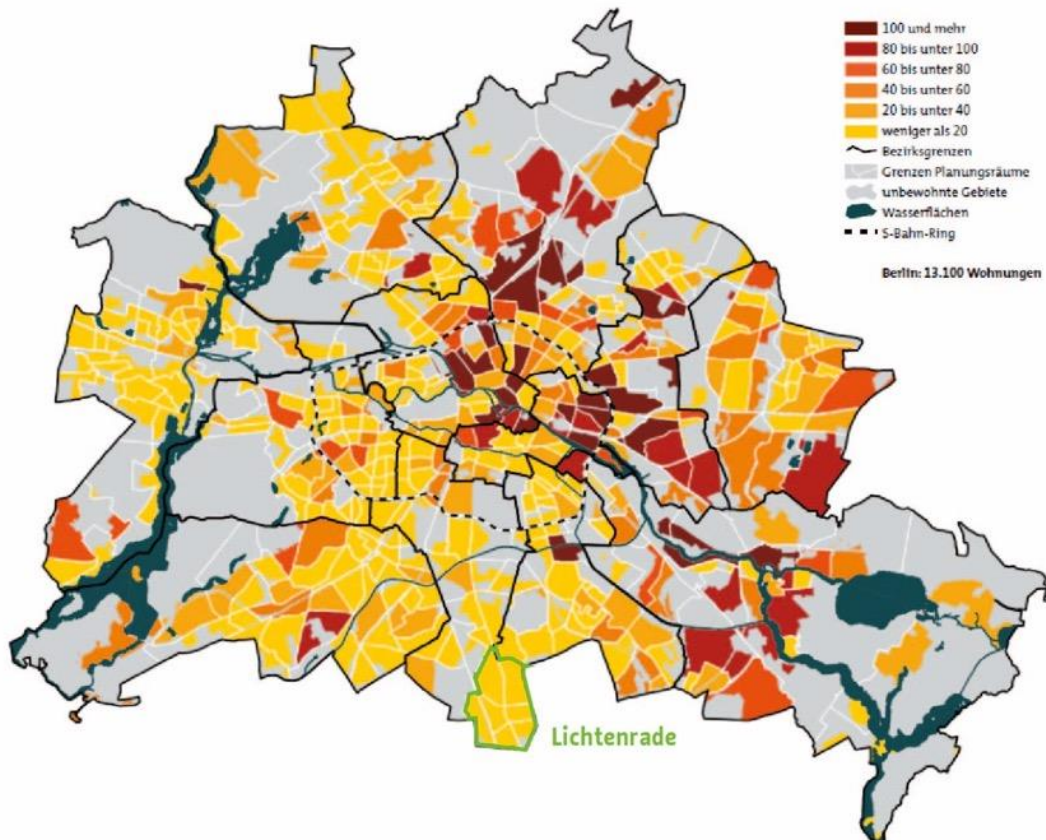 100 und mehr
80 bis unter 100
60 bis unter 80
40 bis unter 60
20 bis unter 40
weniger als 20
Bezirksgrenzen
Grenzen Planungsräume
unbewohnte Gebiete
Wasserflächen
S-Bahn-Ring
Berlin: 13.100 Wohnungen
Lichtenrade